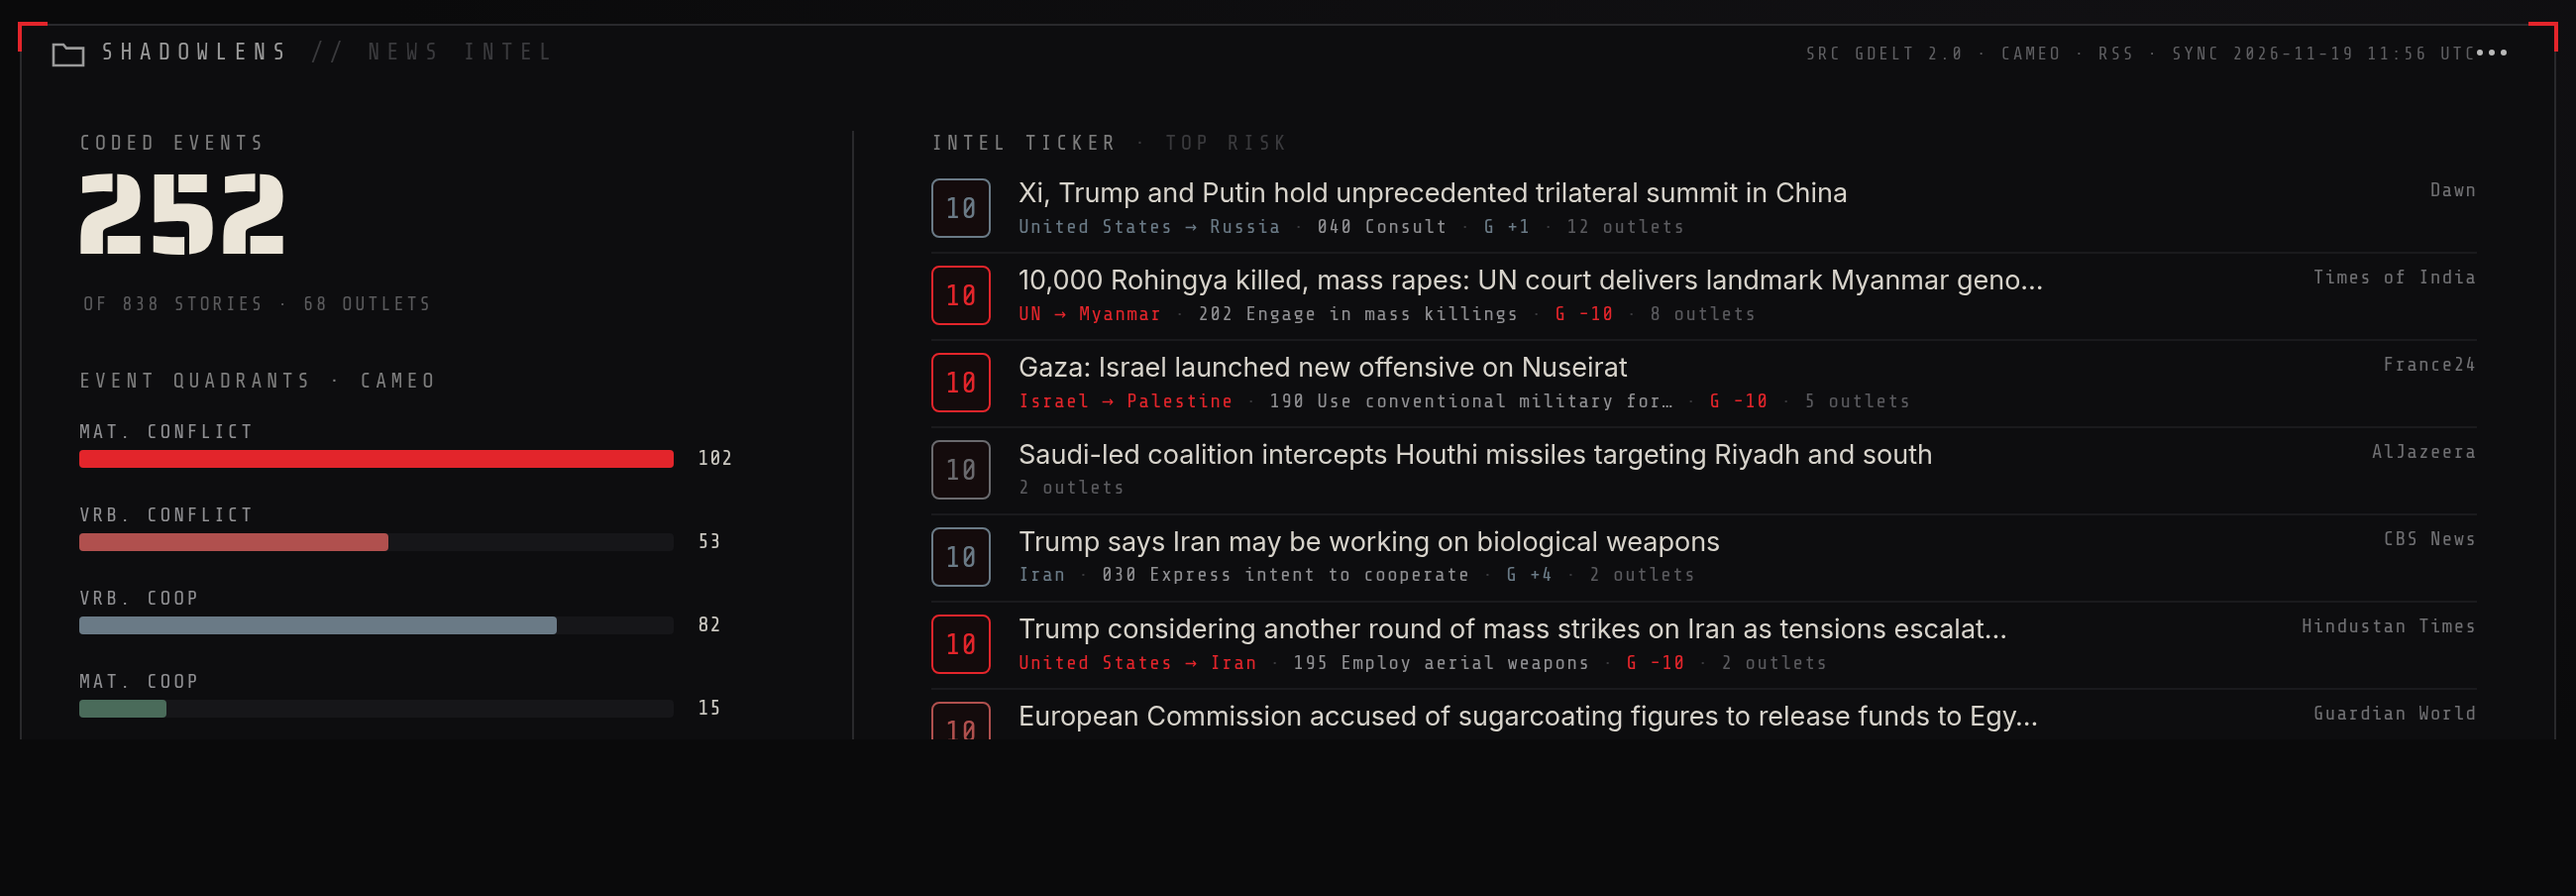 SHADOWLENS // NEWS INTEL
SRC GDELT 2.0 · CAMEO · RSS · SYNC 2026-11-19 11:56 UTC
CODED EVENTS
252
OF 838 STORIES · 68 OUTLETS
EVENT QUADRANTS · CAMEO
MAT. CONFLICT
102
VRB. CONFLICT
53
VRB. COOP
82
MAT. COOP
15
INTEL TICKER · TOP RISK
10 Xi, Trump and Putin hold unprecedented trilateral summit in China Dawn
United States → Russia · 040 Consult · G +1 · 12 outlets
10 10,000 Rohingya killed, mass rapes: UN court delivers landmark Myanmar geno… Times of India
UN → Myanmar · 202 Engage in mass killings · G -10 · 8 outlets
10 Gaza: Israel launched new offensive on Nuseirat France24
Israel → Palestine · 190 Use conventional military for… · G -10 · 5 outlets
10 Saudi-led coalition intercepts Houthi missiles targeting Riyadh and south AlJazeera
2 outlets
10 Trump says Iran may be working on biological weapons CBS News
Iran · 030 Express intent to cooperate · G +4 · 2 outlets
10 Trump considering another round of mass strikes on Iran as tensions escalat… Hindustan Times
United States → Iran · 195 Employ aerial weapons · G -10 · 2 outlets
10 European Commission accused of sugarcoating figures to release funds to Egy… Guardian World